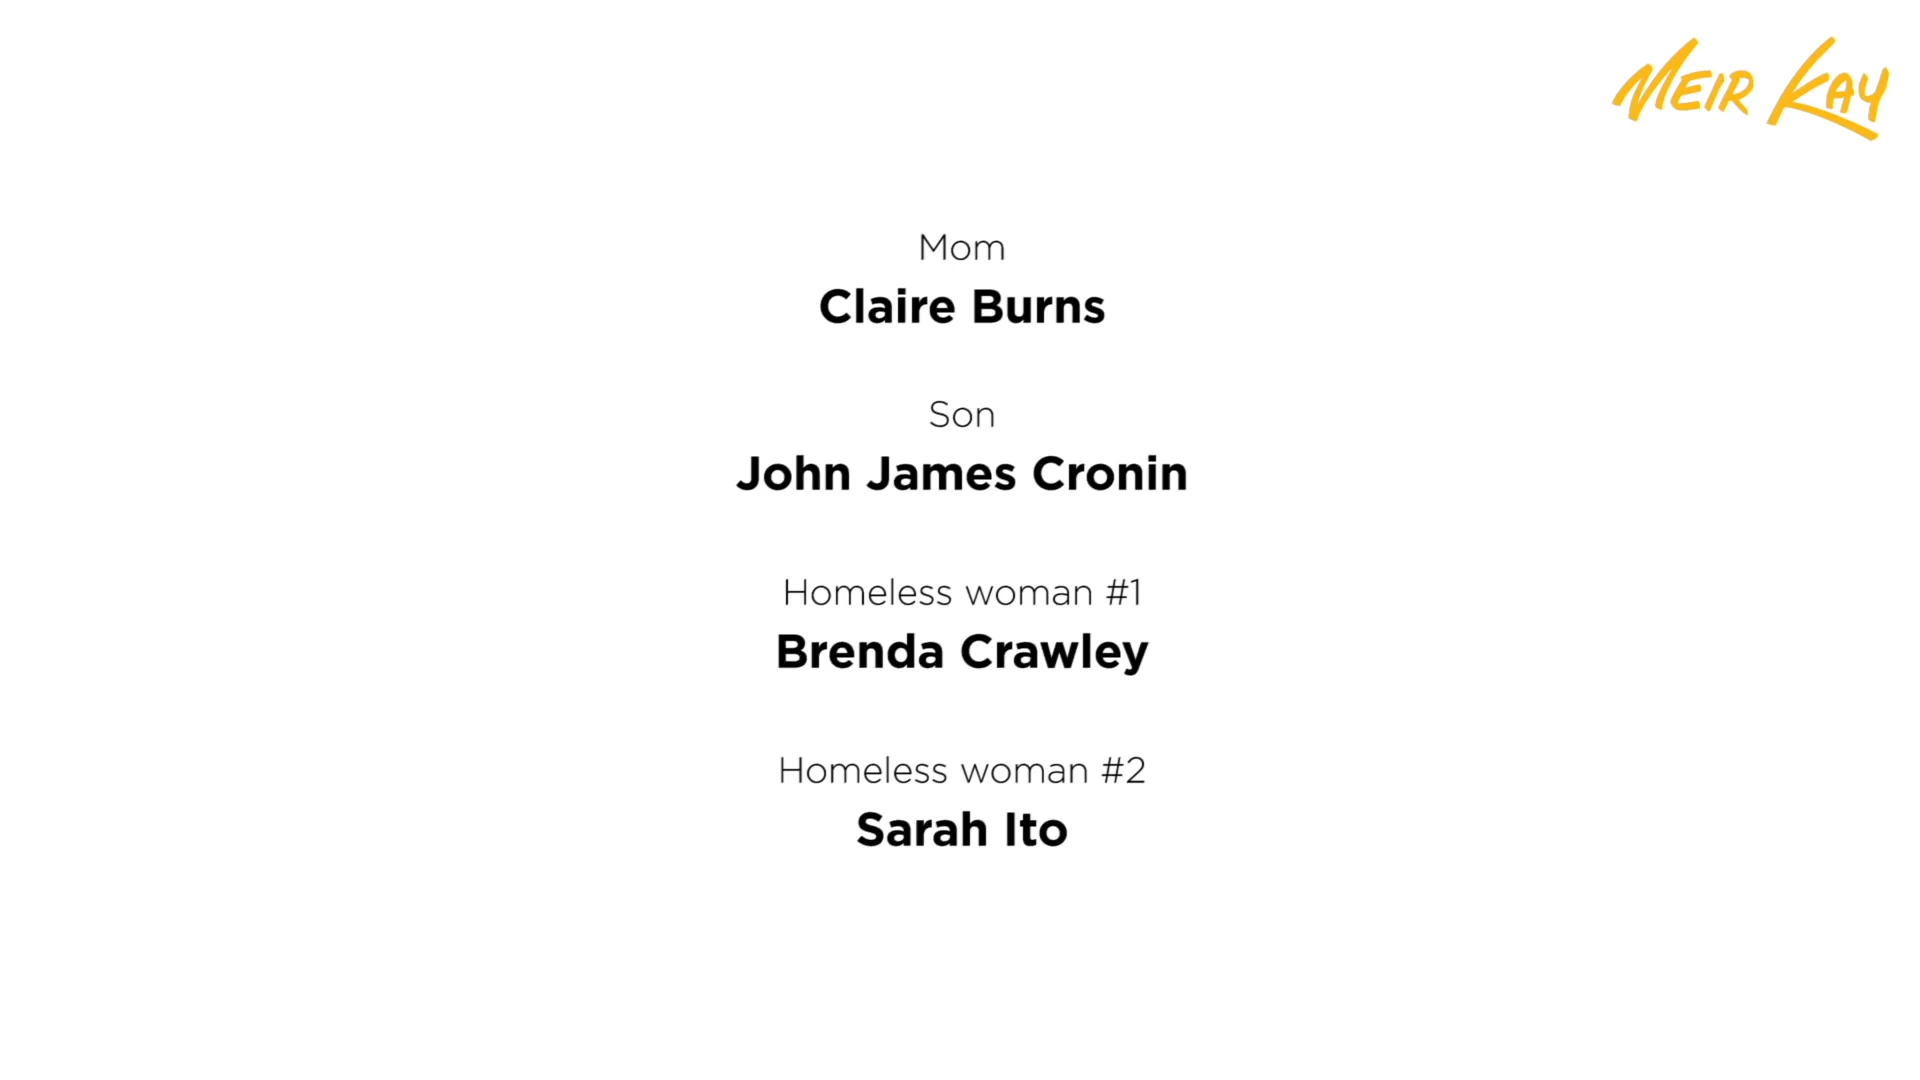 MEIR KAY
Mom
Claire Burns
Son
John James Cronin
Homeless woman #1
Brenda Crawley
Homeless woman #2
Sarah Ito